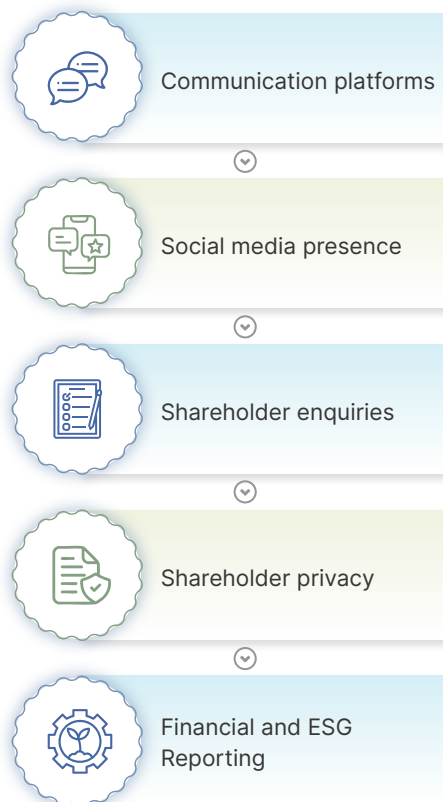 Communication platforms
Social media presence
Shareholder enquiries
Shareholder privacy
Financial and ESG
Reporting